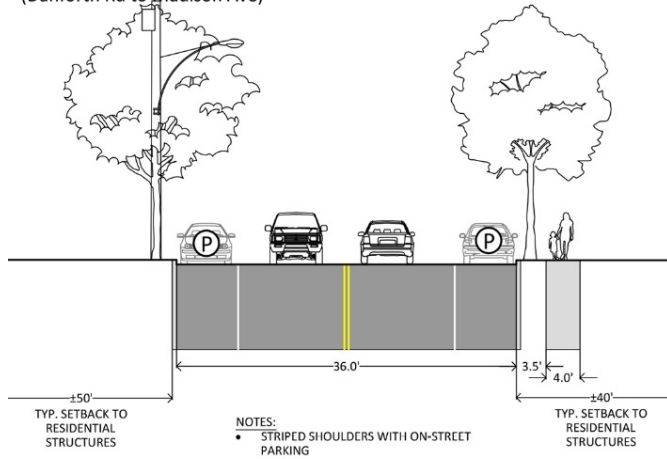 P
P
36.0'
3.5'
4.0'
±50'
±40'
TYP. SETBACK TO
RESIDENTIAL
STRUCTURES
NOTES:
• STRIPED SHOULDERS WITH ON-STREET
PARKING
TYP. SETBACK TO
RESIDENTIAL
STRUCTURES